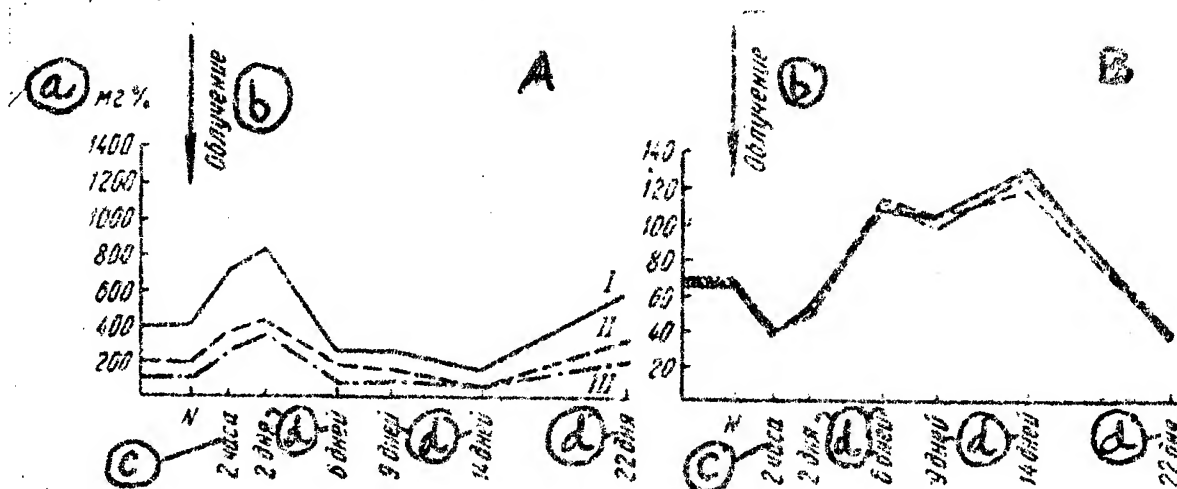 A
B
a
мг%
b
Облучение
b
Облучение
1400
1200
1000
800
600
400
200
I
II
III
140
120
100
80
60
40
20
N
2 часа
2 дня
6 дней
9 дней
14 дней
22 дня
c
d
d
d
N
2 часа
2 дня
6 дней
9 дней
14 дней
22 дня
c
d
d
d